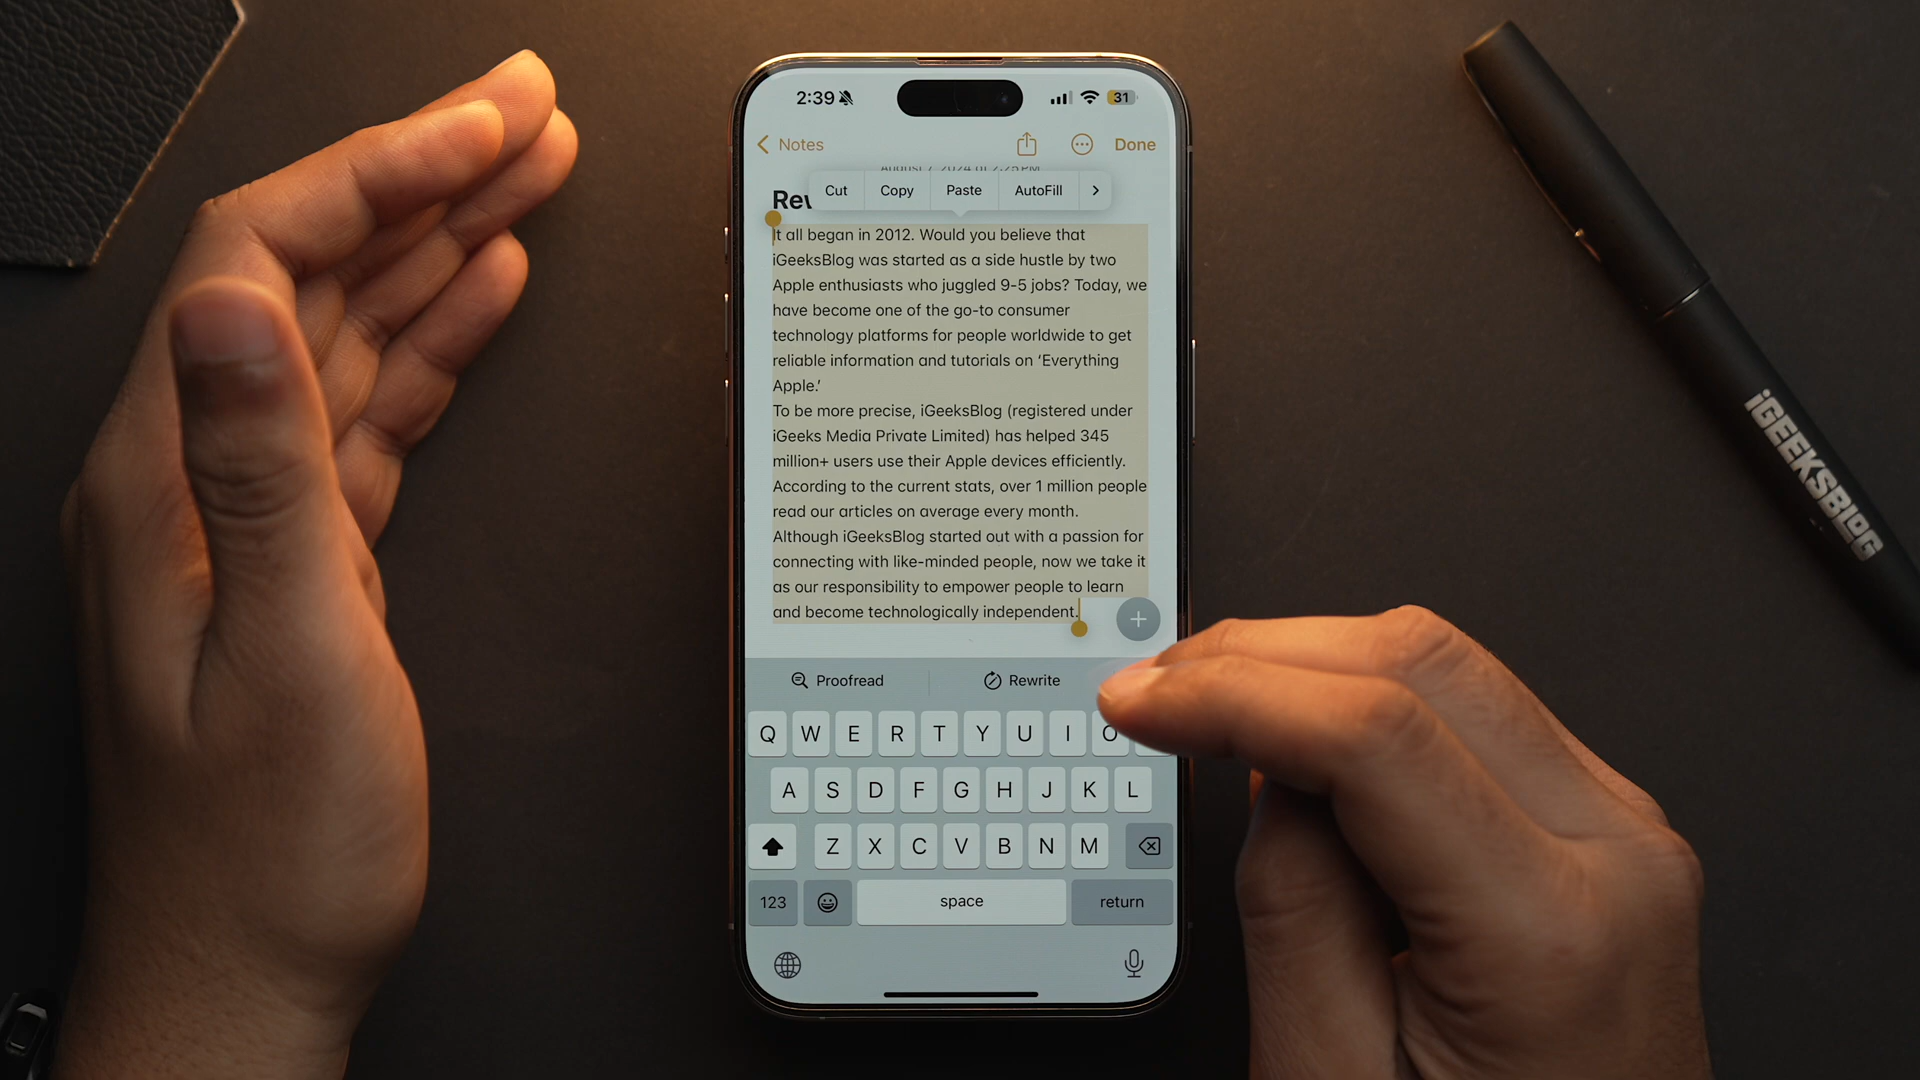 2:39
31
Notes
Done
Cut Copy Paste AutoFill
It all began in 2012. Would you believe that
iGeeksBlog was started as a side hustle by two
Apple enthusiasts who juggled 9-5 jobs? Today, we
have become one of the go-to consumer
technology platforms for people worldwide to get
reliable information and tutorials on ‘Everything
Apple.’
To be more precise, iGeeksBlog (registered under
iGeeks Media Private Limited) has helped 345
million+ users use their Apple devices efficiently.
According to the current stats, over 1 million people
read our articles on average every month.
Although iGeeksBlog started out with a passion for
connecting with like-minded people, now we take it
as our responsibility to empower people to learn
and become technologically independent.
Proofread Rewrite
Q W E R T Y U I O
A S D F G H J K L
Z X C V B N M
123 space return
iGEEKSBLOG